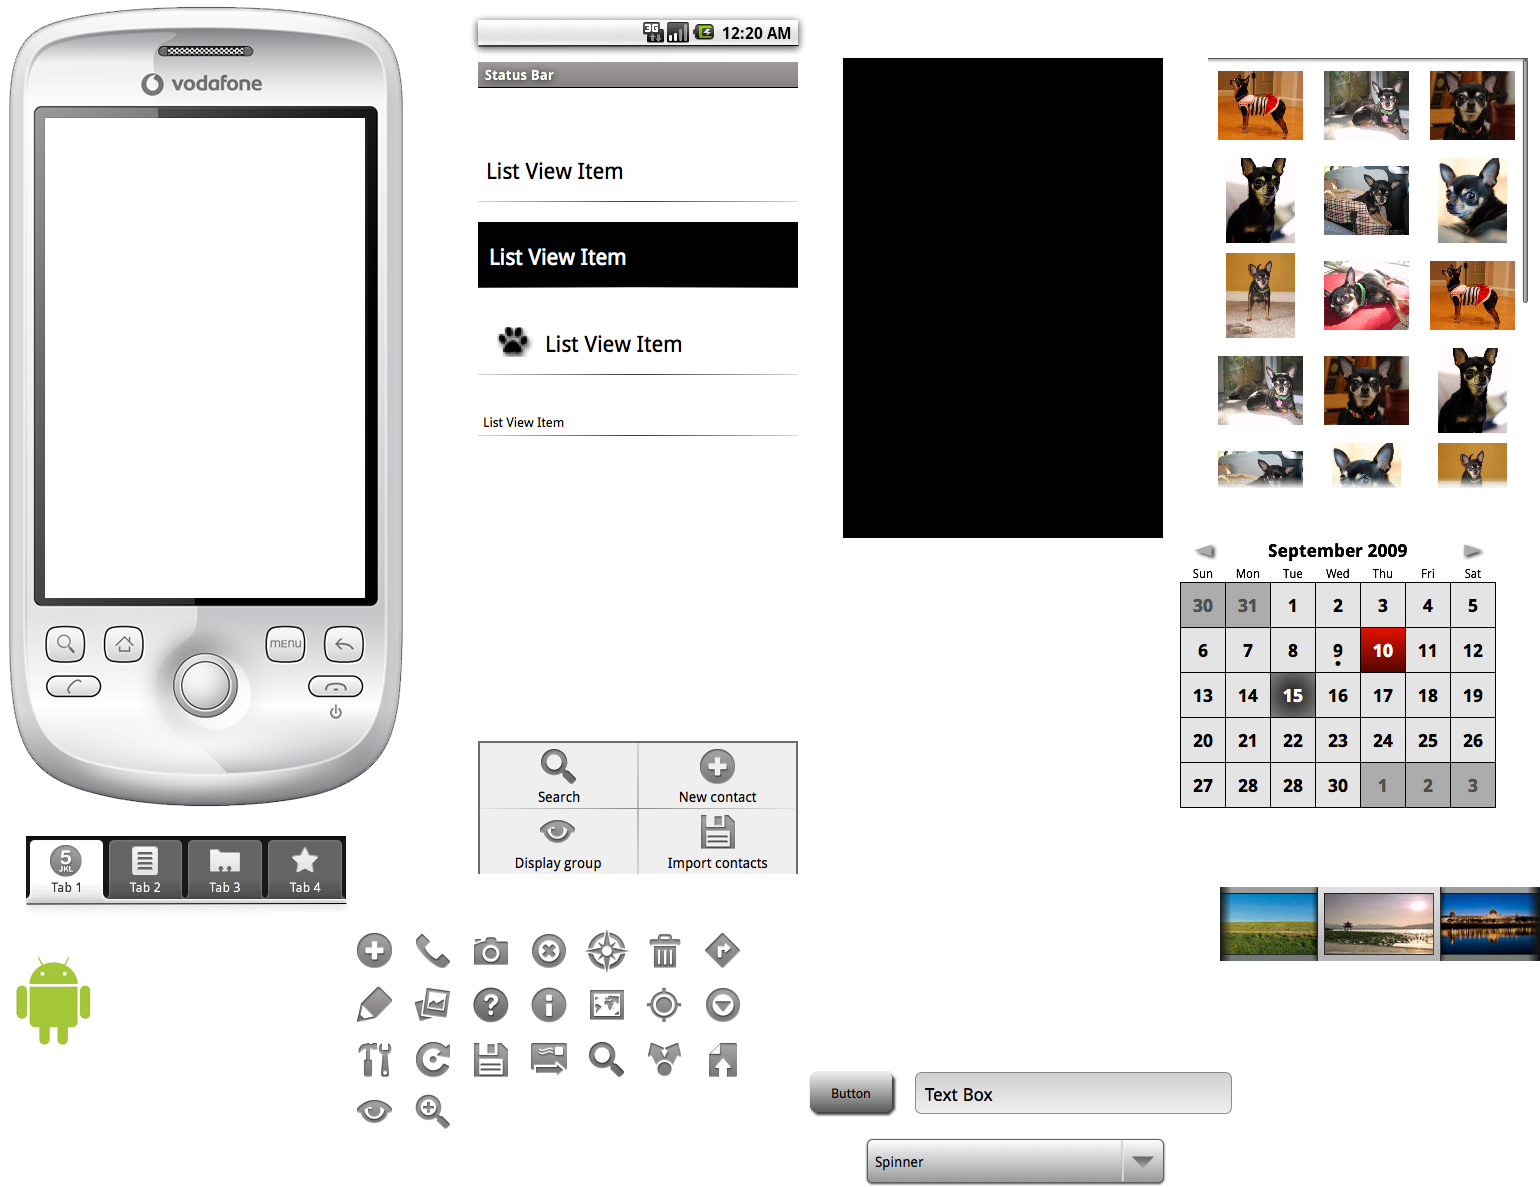 vodafone
MENU
5
JKL
Tab 1
Tab 2
Tab 3
Tab 4
3G
12:20 AM
Status Bar
List View Item
List View Item
List View Item
List View Item
Search
New contact
Display group
Import contacts
September 2009
Sun Mon Tue Wed Thu Fri Sat
30 31 1 2 3 4 5
6 7 8 9 10 11 12
13 14 15 16 17 18 19
20 21 22 23 24 25 26
27 28 28 30 1 2 3
Button
Text Box
Spinner